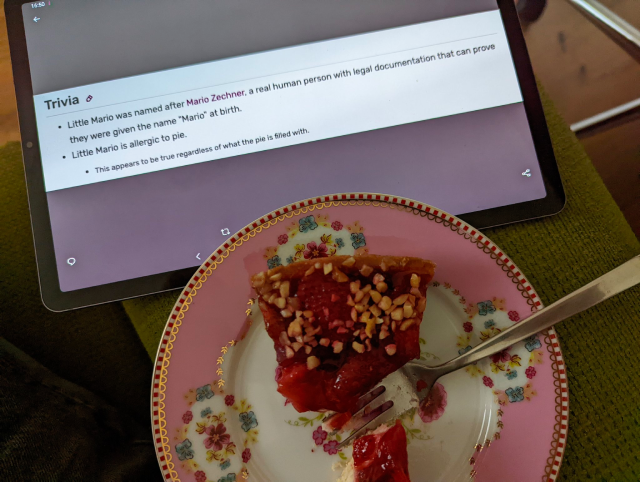 16:50
Trivia
Little Mario was named after Mario Zechner, a real human person with legal documentation that can prove
they were given the name "Mario" at birth.
Little Mario is allergic to pie.
This appears to be true regardless of what the pie is filled with.